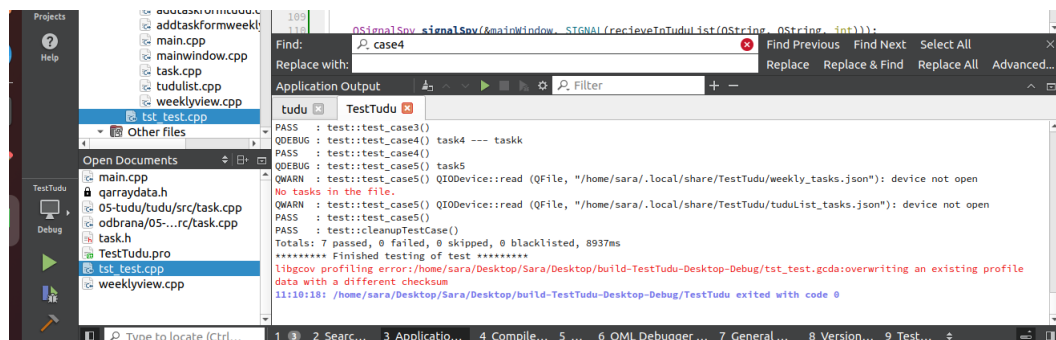 Projects
Help
TestTudu
Debug
addtaskformweekly
main.cpp
mainwindow.cpp
task.cpp
tudulist.cpp
weeklyview.cpp
tst_test.cpp
Other files
Open Documents
main.cpp
qarraydata.h
05-tudu/tudu/src/task.cpp
odbrana/05-...rc/task.cpp
task.h
TestTudu.pro
tst_test.cpp
weeklyview.cpp
Type to locate (Ctrl...
109
110 QSignalSpy signalSpy(&mainWindow, SIGNAL(recieveInTuduList(QString, QString, int)));
Find: case4 Find Previous Find Next Select All
Replace with: Replace Replace & Find Replace All Advanced...
Application Output Filter
tudu TestTudu
PASS : test::test_case3()
QDEBUG : test::test_case4() task4 --- taskk
PASS : test::test_case4()
QDEBUG : test::test_case5() task5
QWARN : test::test_case5() QIODevice::read (QFile, "/home/sara/.local/share/TestTudu/weekly_tasks.json"): device not open
No tasks in the file.
QWARN : test::test_case5() QIODevice::read (QFile, "/home/sara/.local/share/TestTudu/tuduList_tasks.json"): device not open
PASS : test::test_case5()
PASS : test::cleanupTestCase()
Totals: 7 passed, 0 failed, 0 skipped, 0 blacklisted, 8937ms
********* Finished testing of test *********
libgcov profiling error:/home/sara/Desktop/Sara/Desktop/build-TestTudu-Desktop-Debug/tst_test.gcda:overwriting an existing profile
data with a different checksum
11:10:18: /home/sara/Desktop/Sara/Desktop/build-TestTudu-Desktop-Debug/TestTudu exited with code 0
1 3 2 Searc... 3 Applicatio... 4 Compile... 5 ... 6 QML Debugger ... 7 General ... 8 Version... 9 Test...